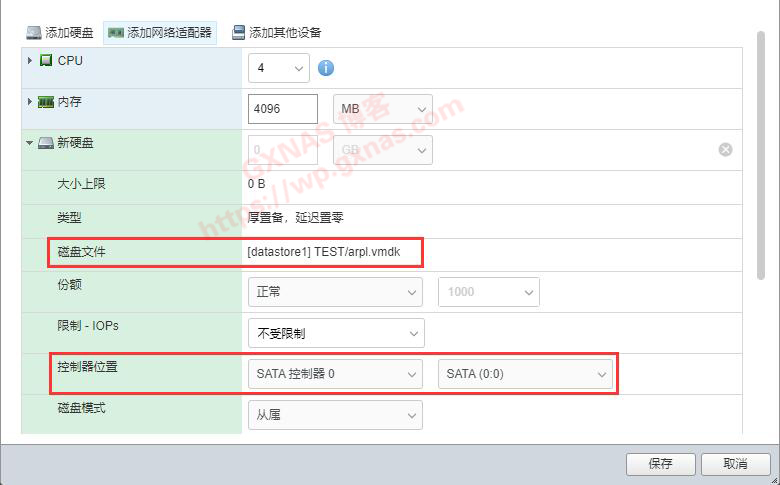 添加硬盘 添加网络适配器 添加其他设备
CPU 4
内存 4096 MB
新硬盘 0 GB
大小上限 0 B
类型 厚置备，延迟置零
磁盘文件 [datastore1] TEST/arpl.vmdk
份额 正常 1000
限制 - IOPs 不受限制
控制器位置 SATA 控制器 0 SATA (0:0)
磁盘模式 从属
保存 取消
GXNAS 博客
https://wp.gxnas.com